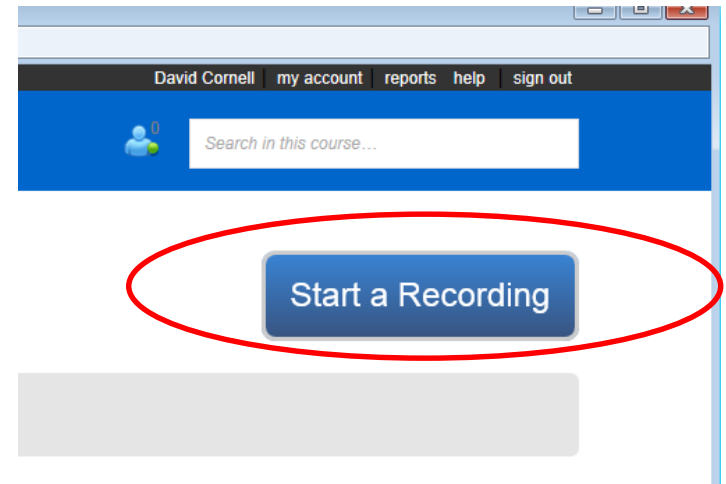 David Cornell my account reports help sign out
0
Search in this course...
Start a Recording